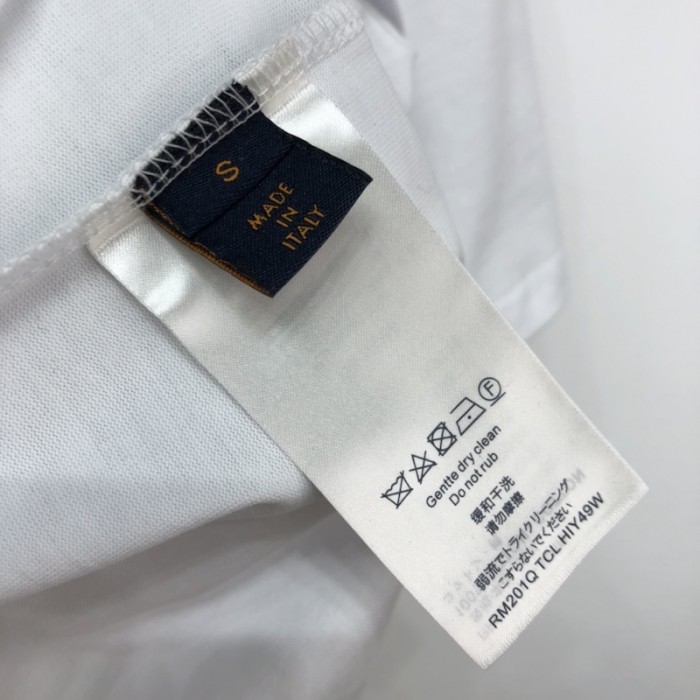 S
MADE
IN
ITALY
F
Gentte dry clean
Do not rub
缓和干洗
请勿摩擦
弱流でトライクリーニング
こすらないでください
RM201Q TCL HIY49W